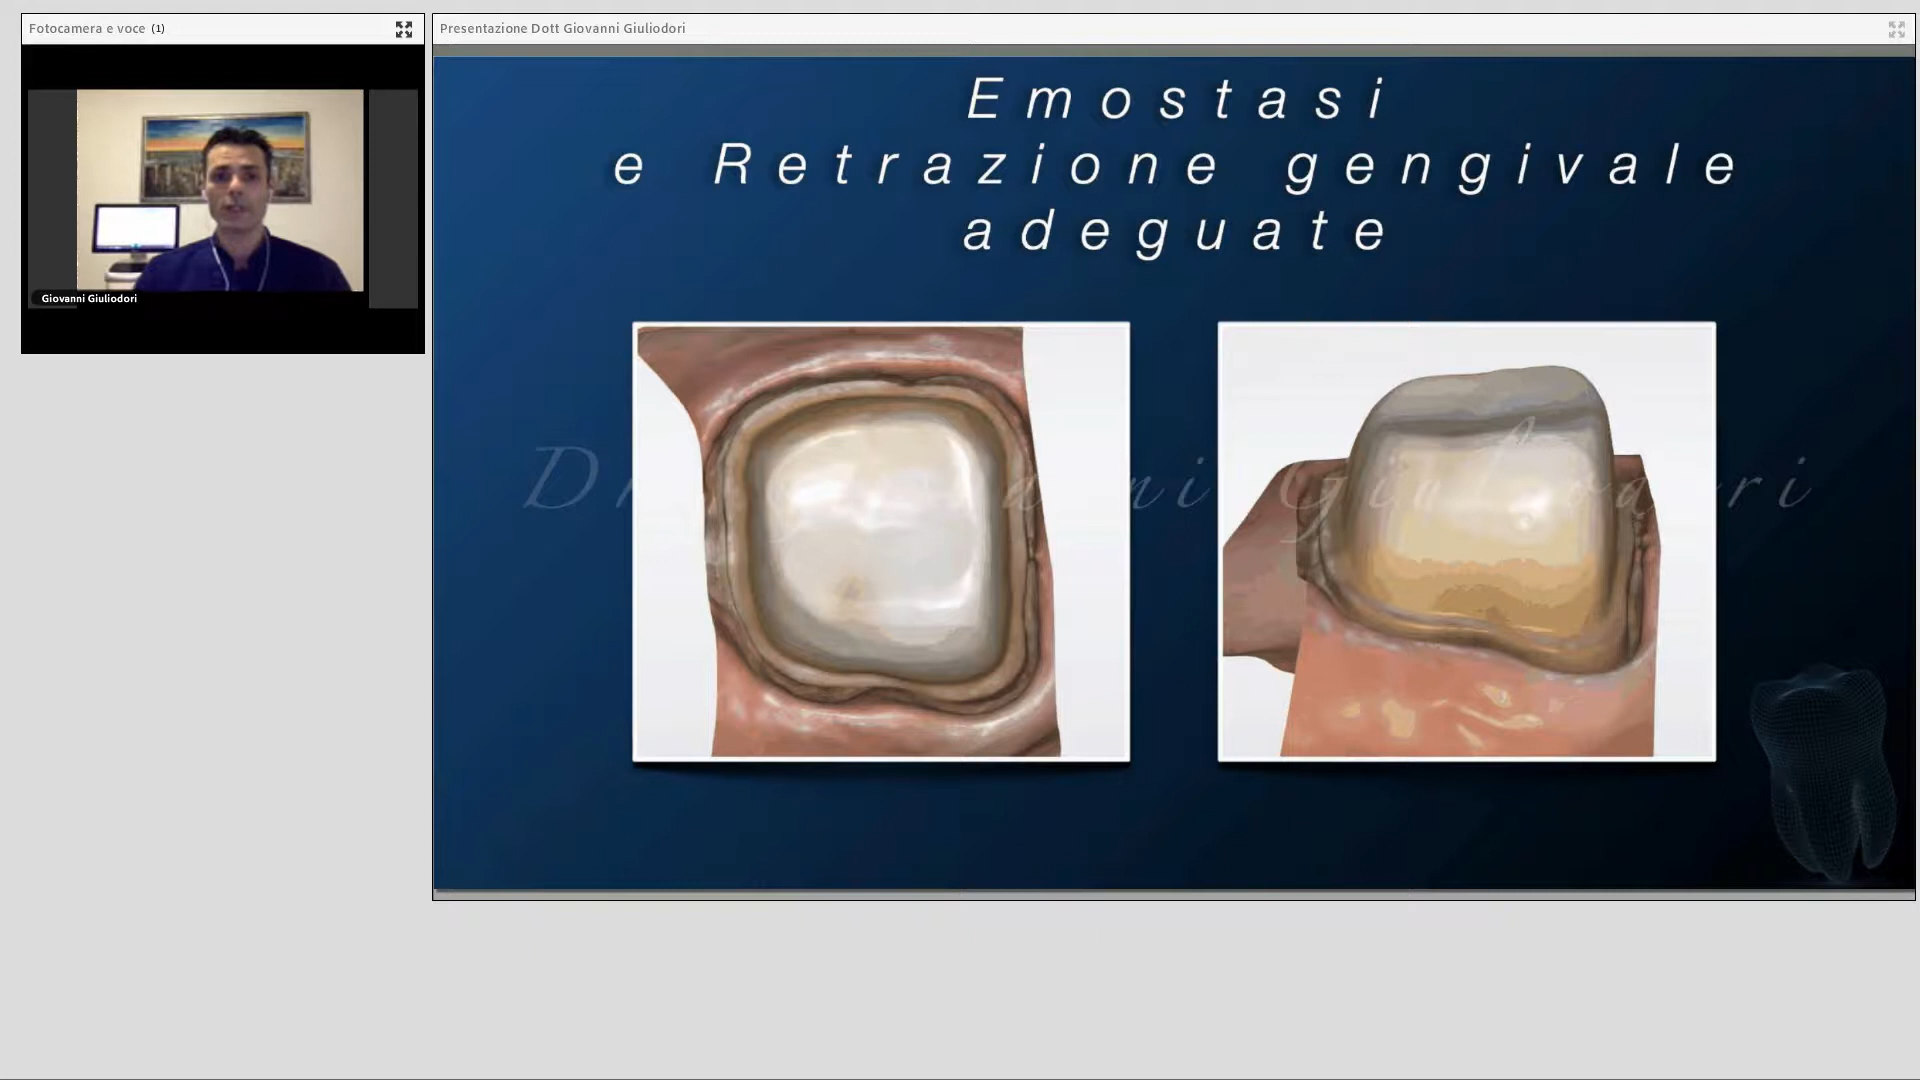 Fotocamera e voce (1)
Giovanni Giuliodori
Presentazione Dott Giovanni Giuliodori
Emostasi
e Retrazione gengivale
adeguate